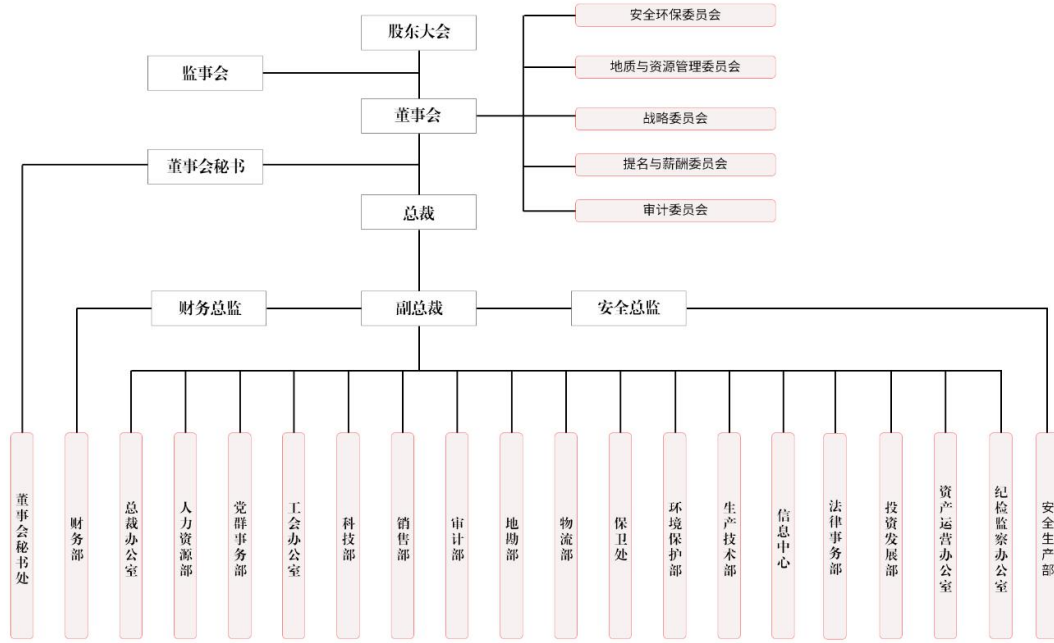 股东大会
监事会
董事会
董事会秘书
总裁
财务总监
副总裁
安全总监
安全环保委员会
地质与资源管理委员会
战略委员会
提名与薪酬委员会
审计委员会
董事会秘书处
财务部
总裁办公室
人力资源部
党群事务部
工会办公室
科技部
销售部
审计部
地勘部
物流部
保卫处
环境保护部
生产技术部
信息中心
法律事务部
投资发展部
资产运营办公室
纪检监察办公室
安全生产部